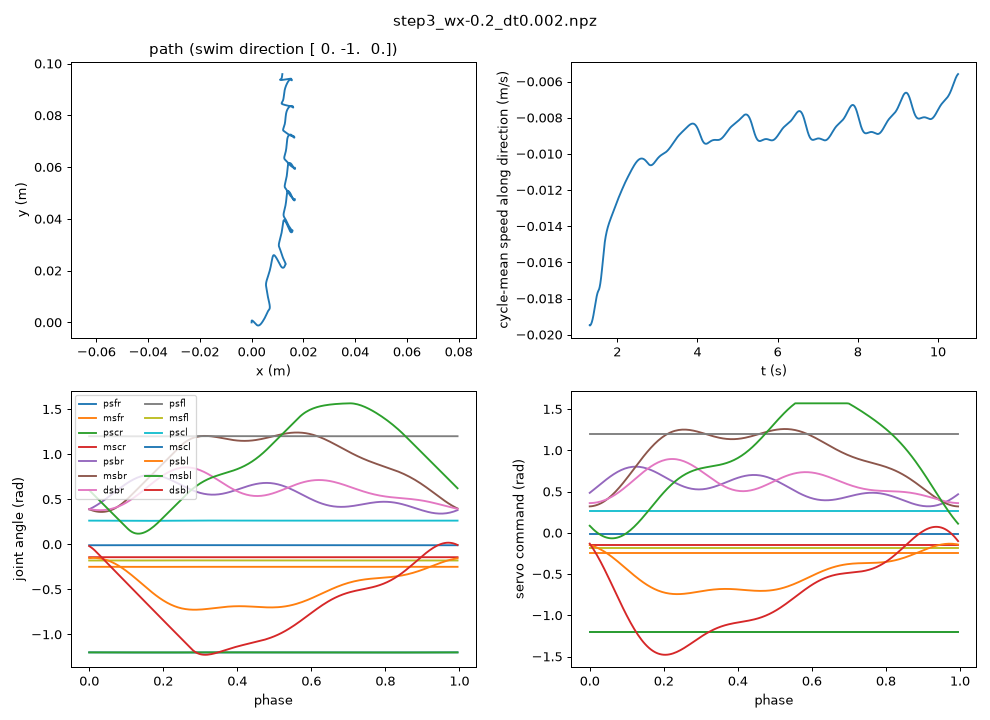 step3_wx-0.2_dt0.002.npz
path (swim direction [ 0. -1.  0.])
0.10
0.08
0.06
0.04
0.02
0.00
y (m)
−0.06
−0.04
−0.02
0.00
0.02
0.04
0.06
0.08
x (m)
−0.006
−0.008
−0.010
−0.012
−0.014
−0.016
−0.018
−0.020
cycle-mean speed along direction (m/s)
2
4
6
8
10
t (s)
1.5
1.0
0.5
0.0
−0.5
−1.0
joint angle (rad)
psfr
msfr
pscr
mscr
psbr
msbr
dsbr
psfl
msfl
pscl
mscl
psbl
msbl
dsbl
0.0
0.2
0.4
0.6
0.8
1.0
phase
1.5
1.0
0.5
0.0
−0.5
−1.0
−1.5
servo command (rad)
0.0
0.2
0.4
0.6
0.8
1.0
phase